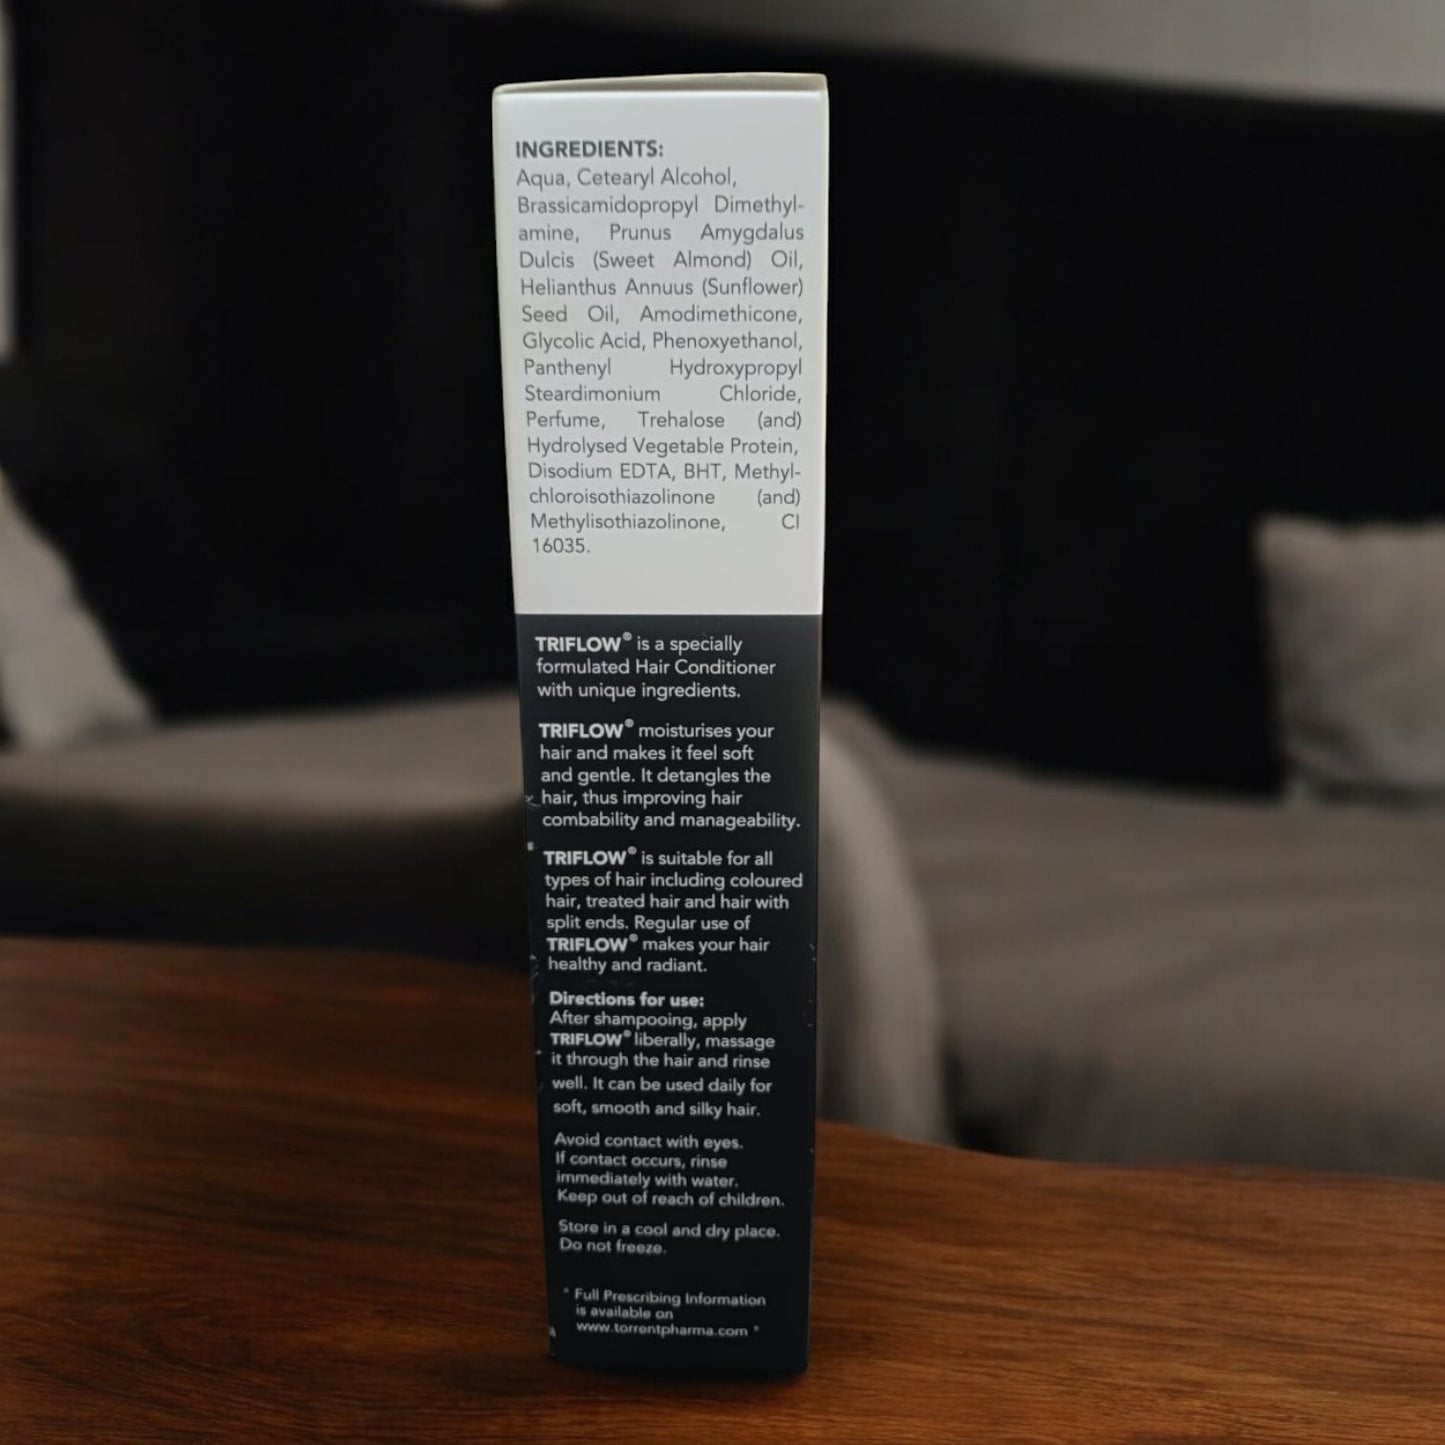 INGREDIENTS:
Aqua, Cetearyl Alcohol,
Brassicamidopropyl Dimethyl-
amine, Prunus Amygdalus
Dulcis (Sweet Almond) Oil,
Helianthus Annuus (Sunflower)
Seed Oil, Amodimethicone,
Glycolic Acid, Phenoxyethanol,
Panthenyl Hydroxypropyl
Steardimonium Chloride,
Perfume, Trehalose (and)
Hydrolysed Vegetable Protein,
Disodium EDTA, BHT, Methyl-
chloroisothiazolinone (and)
Methylisothiazolinone, CI
16035.
TRIFLOW® is a specially
formulated Hair Conditioner
with unique ingredients.
TRIFLOW® moisturises your
hair and makes it feel soft
and gentle. It detangles the
hair, thus improving hair
combability and manageability.
TRIFLOW® is suitable for all
types of hair including coloured
hair, treated hair and hair with
split ends. Regular use of
TRIFLOW® makes your hair
healthy and radiant.
Directions for use:
After shampooing, apply
TRIFLOW® liberally, massage
it through the hair and rinse
well. It can be used daily for
soft, smooth and silky hair.
Avoid contact with eyes.
If contact occurs, rinse
immediately with water.
Keep out of reach of children.
Store in a cool and dry place.
Do not freeze.
" Full Prescribing Information
is available on
www.torrentpharma.com "